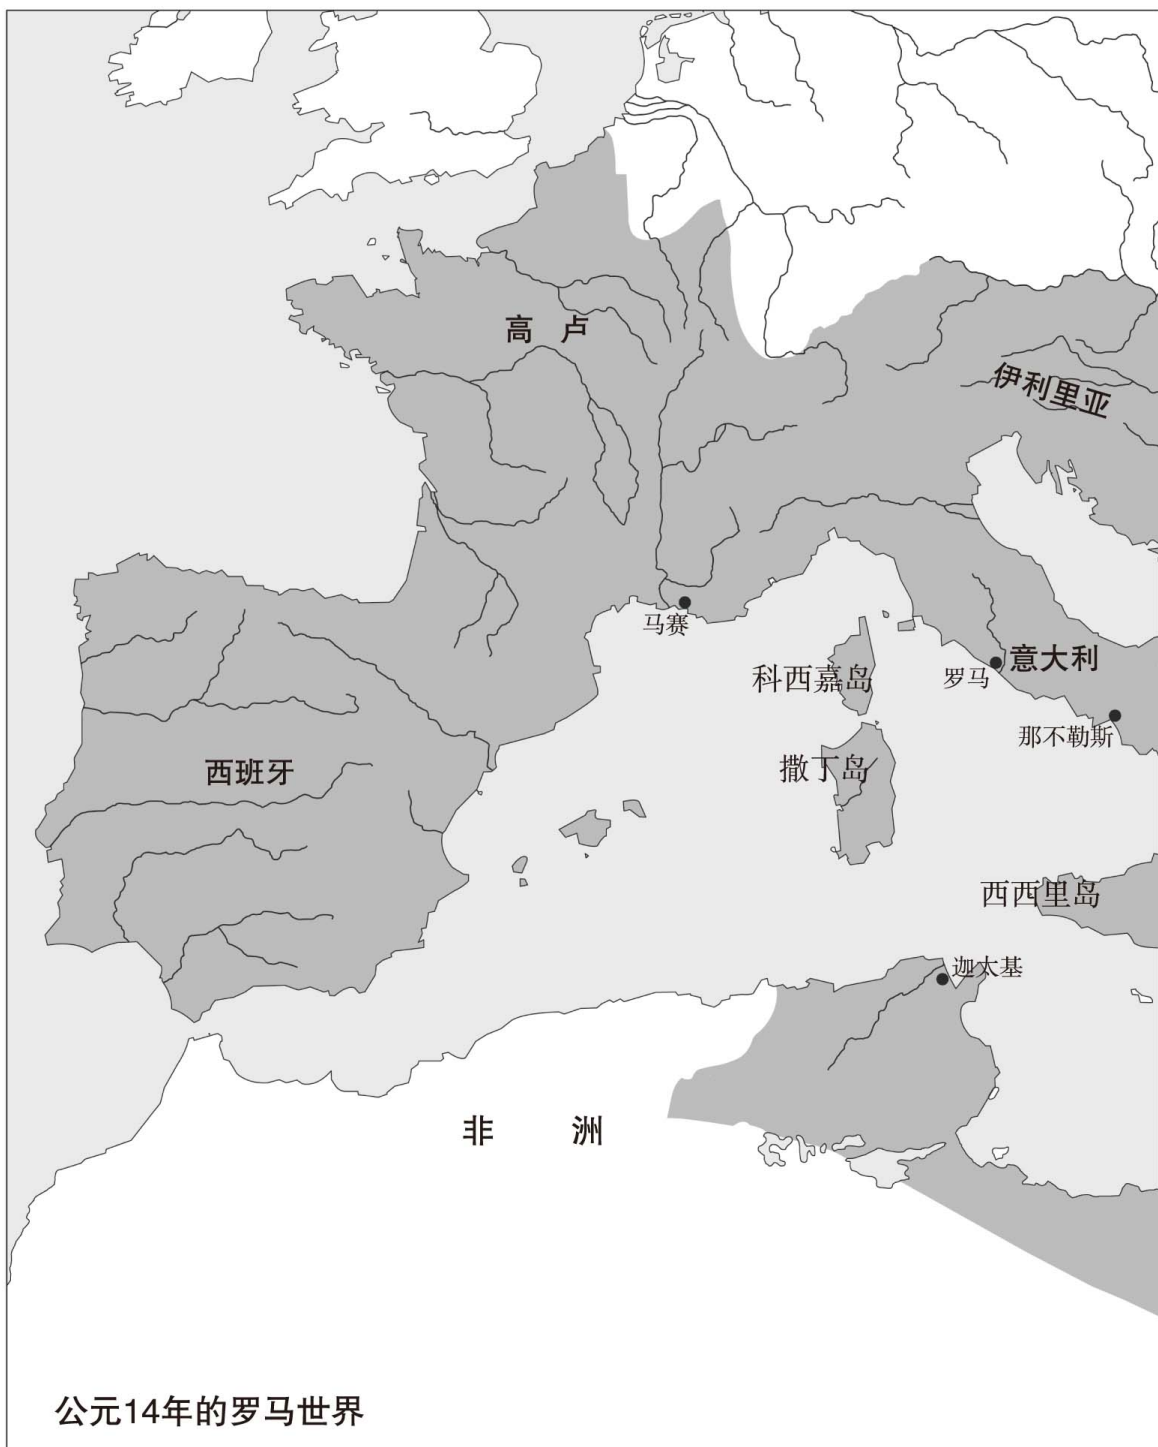 高 卢
伊利里亚
马赛
科西嘉岛
罗马
意大利
那不勒斯
西班牙
撒丁岛
西西里岛
迦太基
非 洲
公元14年的罗马世界